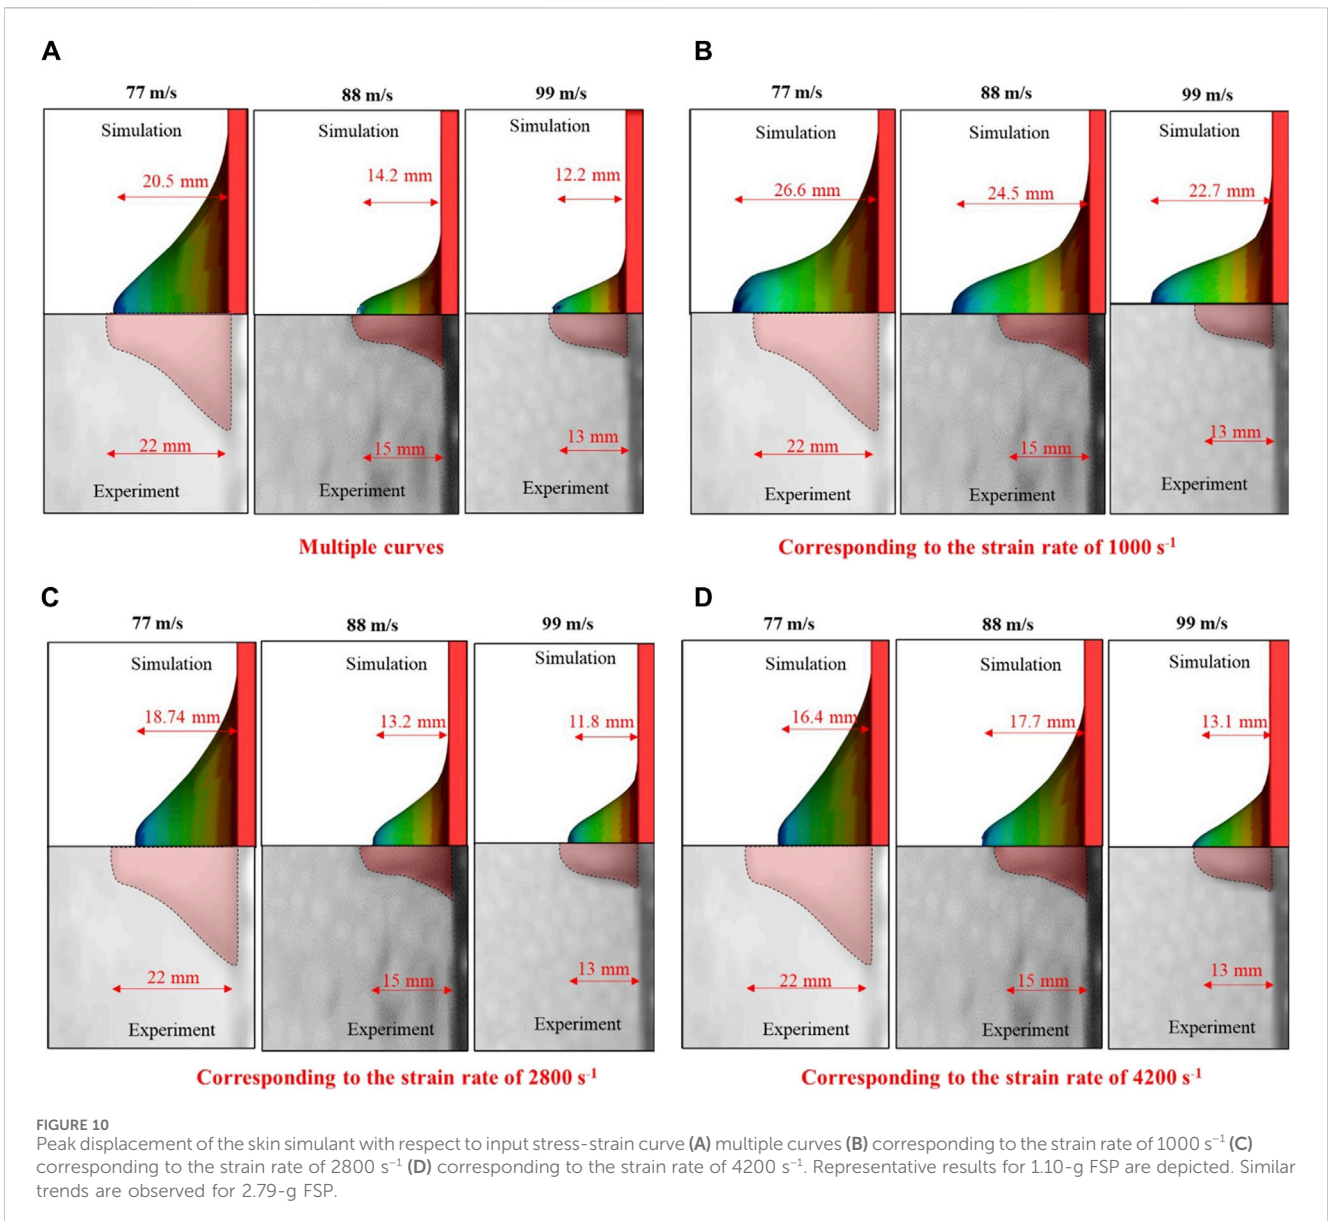 A
77 m/s
88 m/s
99 m/s
Simulation
Simulation
Simulation
20.5 mm
14.2 mm
12.2 mm
22 mm
15 mm
13 mm
Experiment
Experiment
Experiment
Multiple curves
B
77 m/s
88 m/s
99 m/s
Simulation
Simulation
Simulation
26.6 mm
24.5 mm
22.7 mm
22 mm
15 mm
13 mm
Experiment
Experiment
Experiment
Corresponding to the strain rate of 1000 s⁻¹
C
77 m/s
88 m/s
99 m/s
Simulation
Simulation
Simulation
18.74 mm
13.2 mm
11.8 mm
22 mm
15 mm
13 mm
Experiment
Experiment
Experiment
Corresponding to the strain rate of 2800 s⁻¹
D
77 m/s
88 m/s
99 m/s
Simulation
Simulation
Simulation
16.4 mm
17.7 mm
13.1 mm
22 mm
15 mm
13 mm
Experiment
Experiment
Experiment
Corresponding to the strain rate of 4200 s⁻¹
FIGURE 10
Peak displacement of the skin simulant with respect to input stress-strain curve (A) multiple curves (B) corresponding to the strain rate of 1000 s⁻¹ (C)
corresponding to the strain rate of 2800 s⁻¹ (D) corresponding to the strain rate of 4200 s⁻¹. Representative results for 1.10-g FSP are depicted. Similar
trends are observed for 2.79-g FSP.